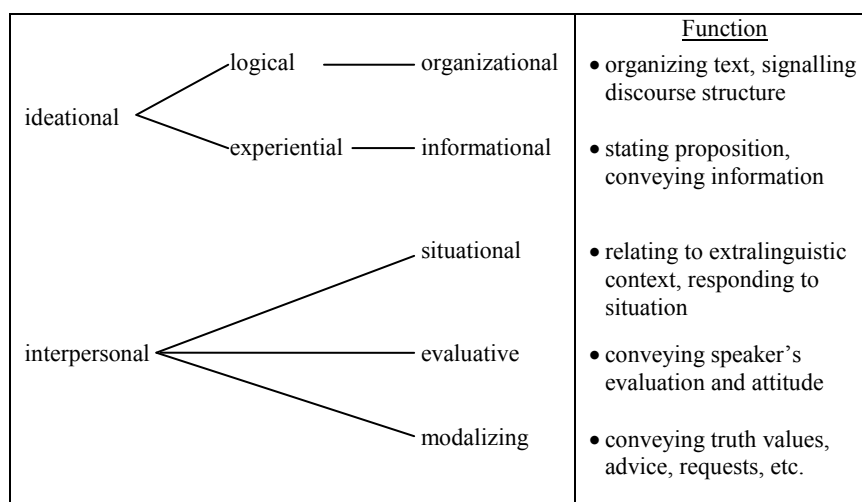 Function
logical organizational
• organizing text, signalling
discourse structure
ideational
experiential informational
• stating proposition,
conveying information
situational
• relating to extralinguistic
context, responding to
situation
interpersonal evaluative
• conveying speaker’s
evaluation and attitude
modalizing
• conveying truth values,
advice, requests, etc.